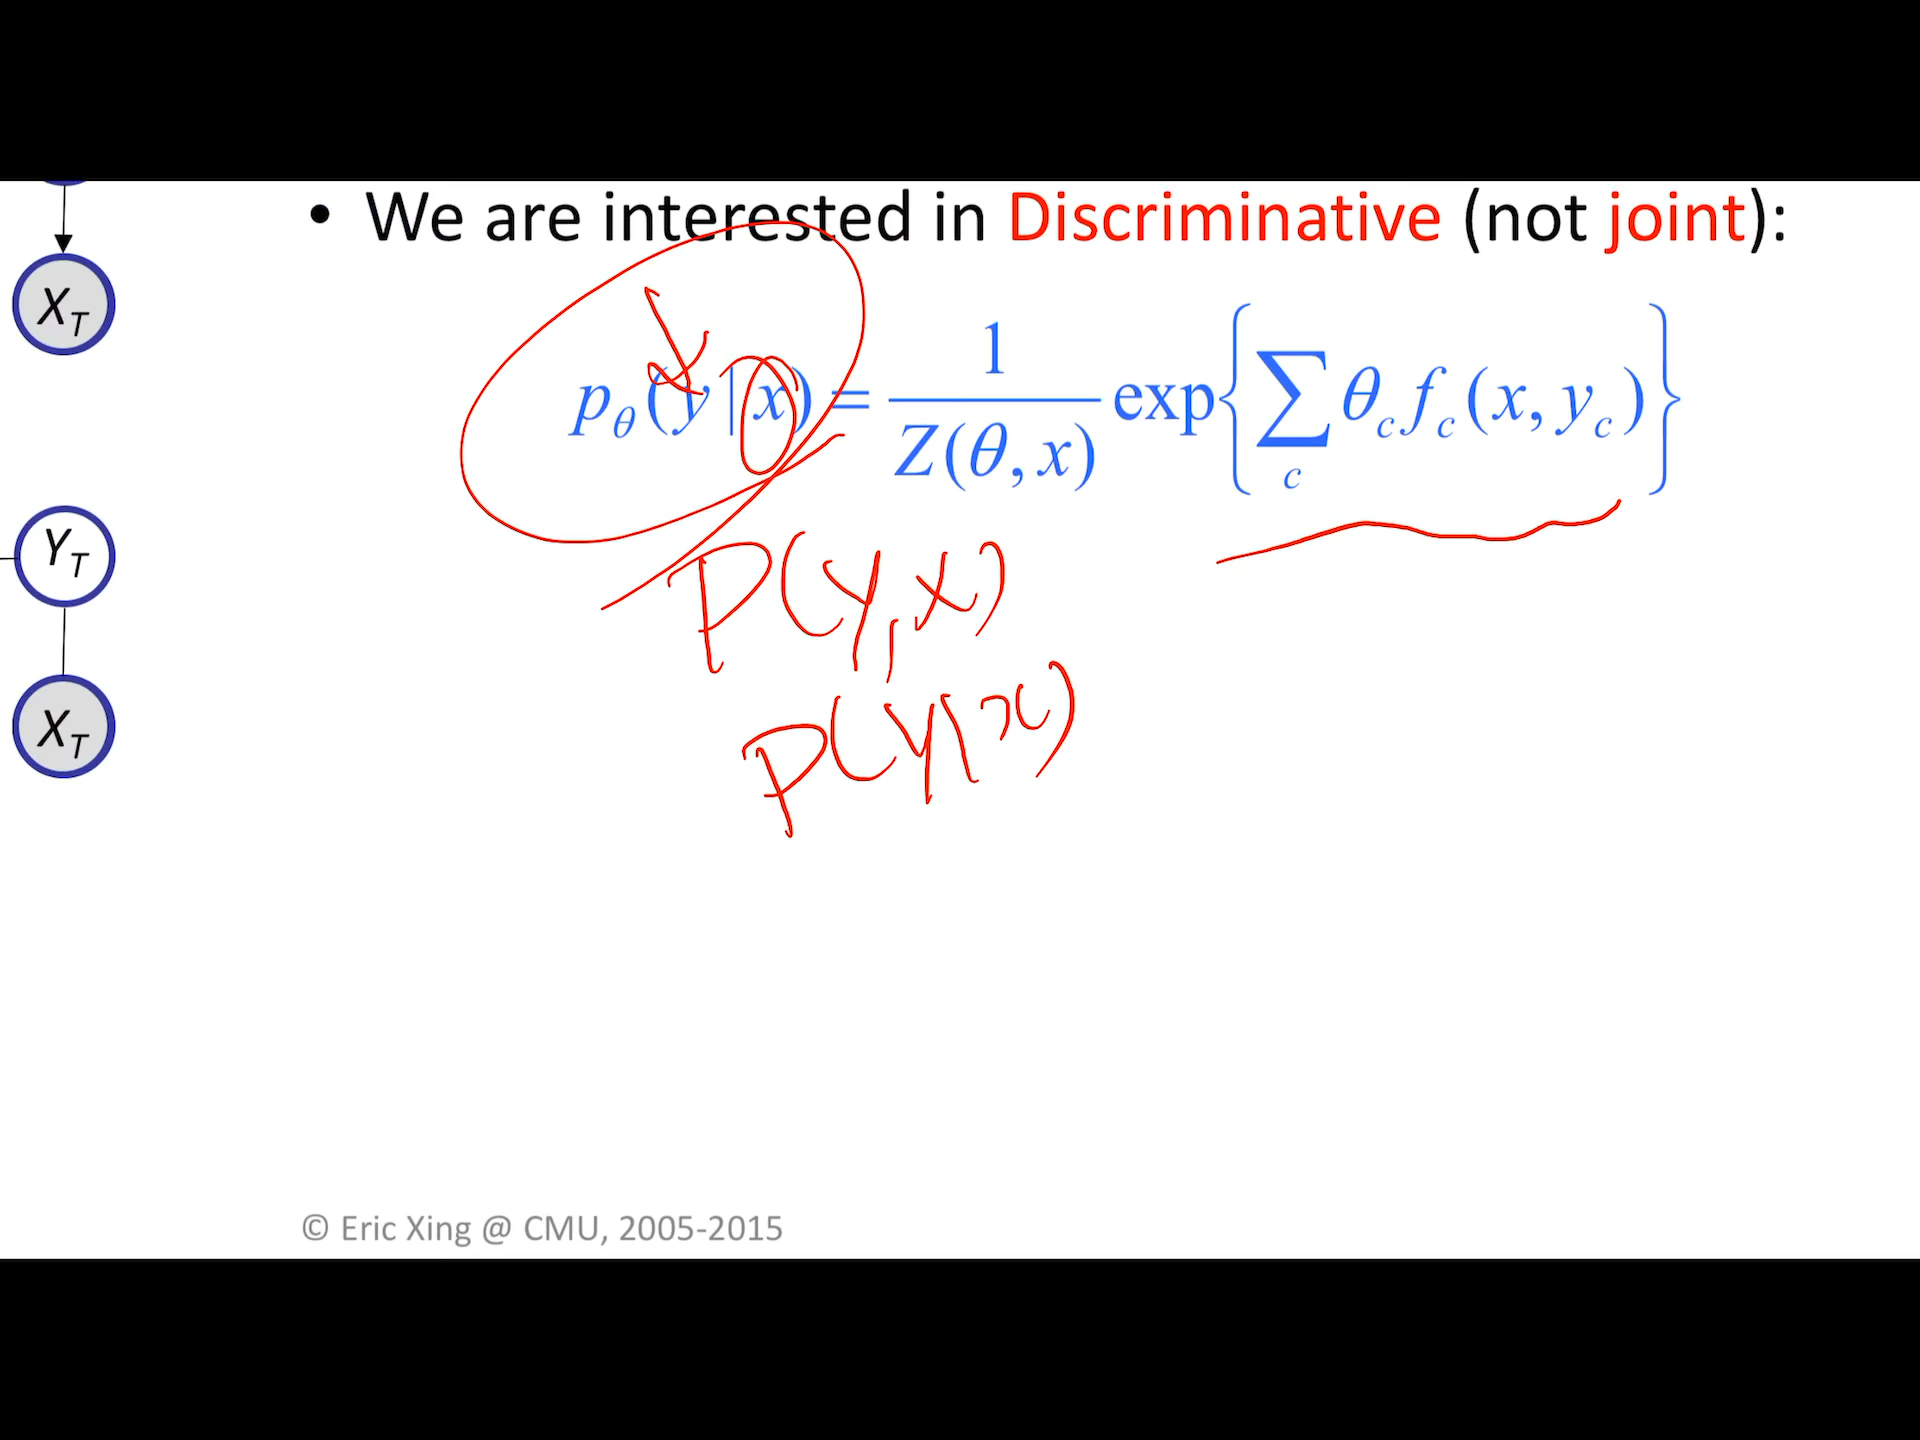 • We are interested in Discriminative (not joint):
X_T
p_θ(y|x) = 1/Z(θ,x) exp{∑_c θ_c f_c(x, y_c)}
Y_T
P(y,x)
P(y|x)
X_T
© Eric Xing @ CMU, 2005-2015